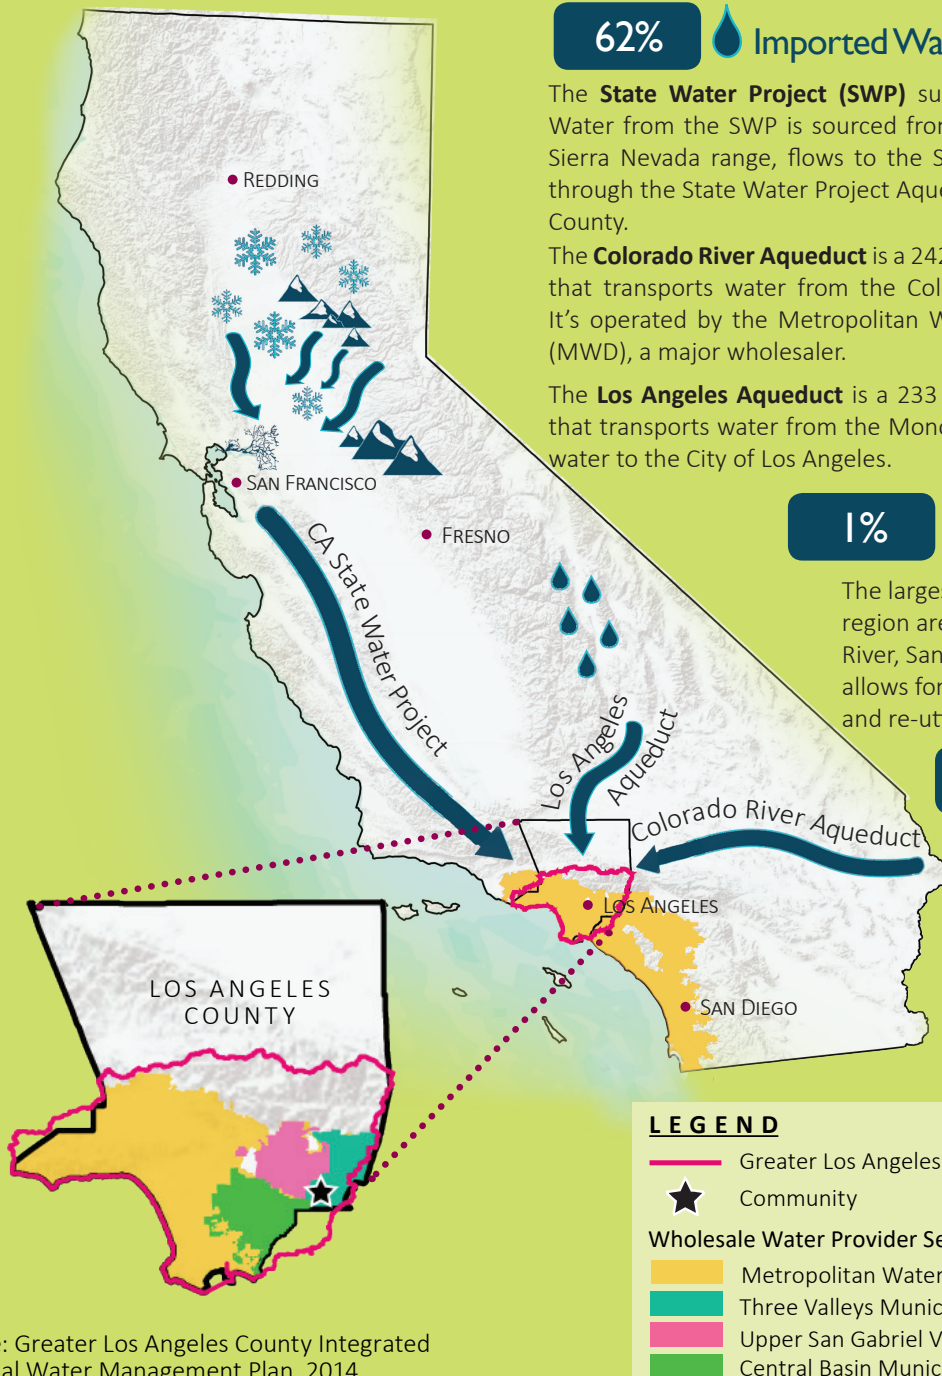 62%
Imported Wa
The State Water Project (SWP) su
Water from the SWP is sourced from
Sierra Nevada range, flows to the S
through the State Water Project Aque
County.
The Colorado River Aqueduct is a 242
that transports water from the Col
It's operated by the Metropolitan W
(MWD), a major wholesaler.
The Los Angeles Aqueduct is a 233
that transports water from the Mono
water to the City of Los Angeles.
1%
The larges
region are
River, San
allows for
and re-ut
REDDING
SAN FRANCISCO
FRESNO
CA State Water Project
Los Angeles
Aqueduct
Colorado River Aqueduct
LOS ANGELES
SAN DIEGO
LOS ANGELES
COUNTY
LEGEND
Greater Los Angeles
Community
Wholesale Water Provider Se
Metropolitan Water
Three Valleys Munic
Upper San Gabriel V
Central Basin Munic
e: Greater Los Angeles County Integrated
al Water Management Plan, 2014